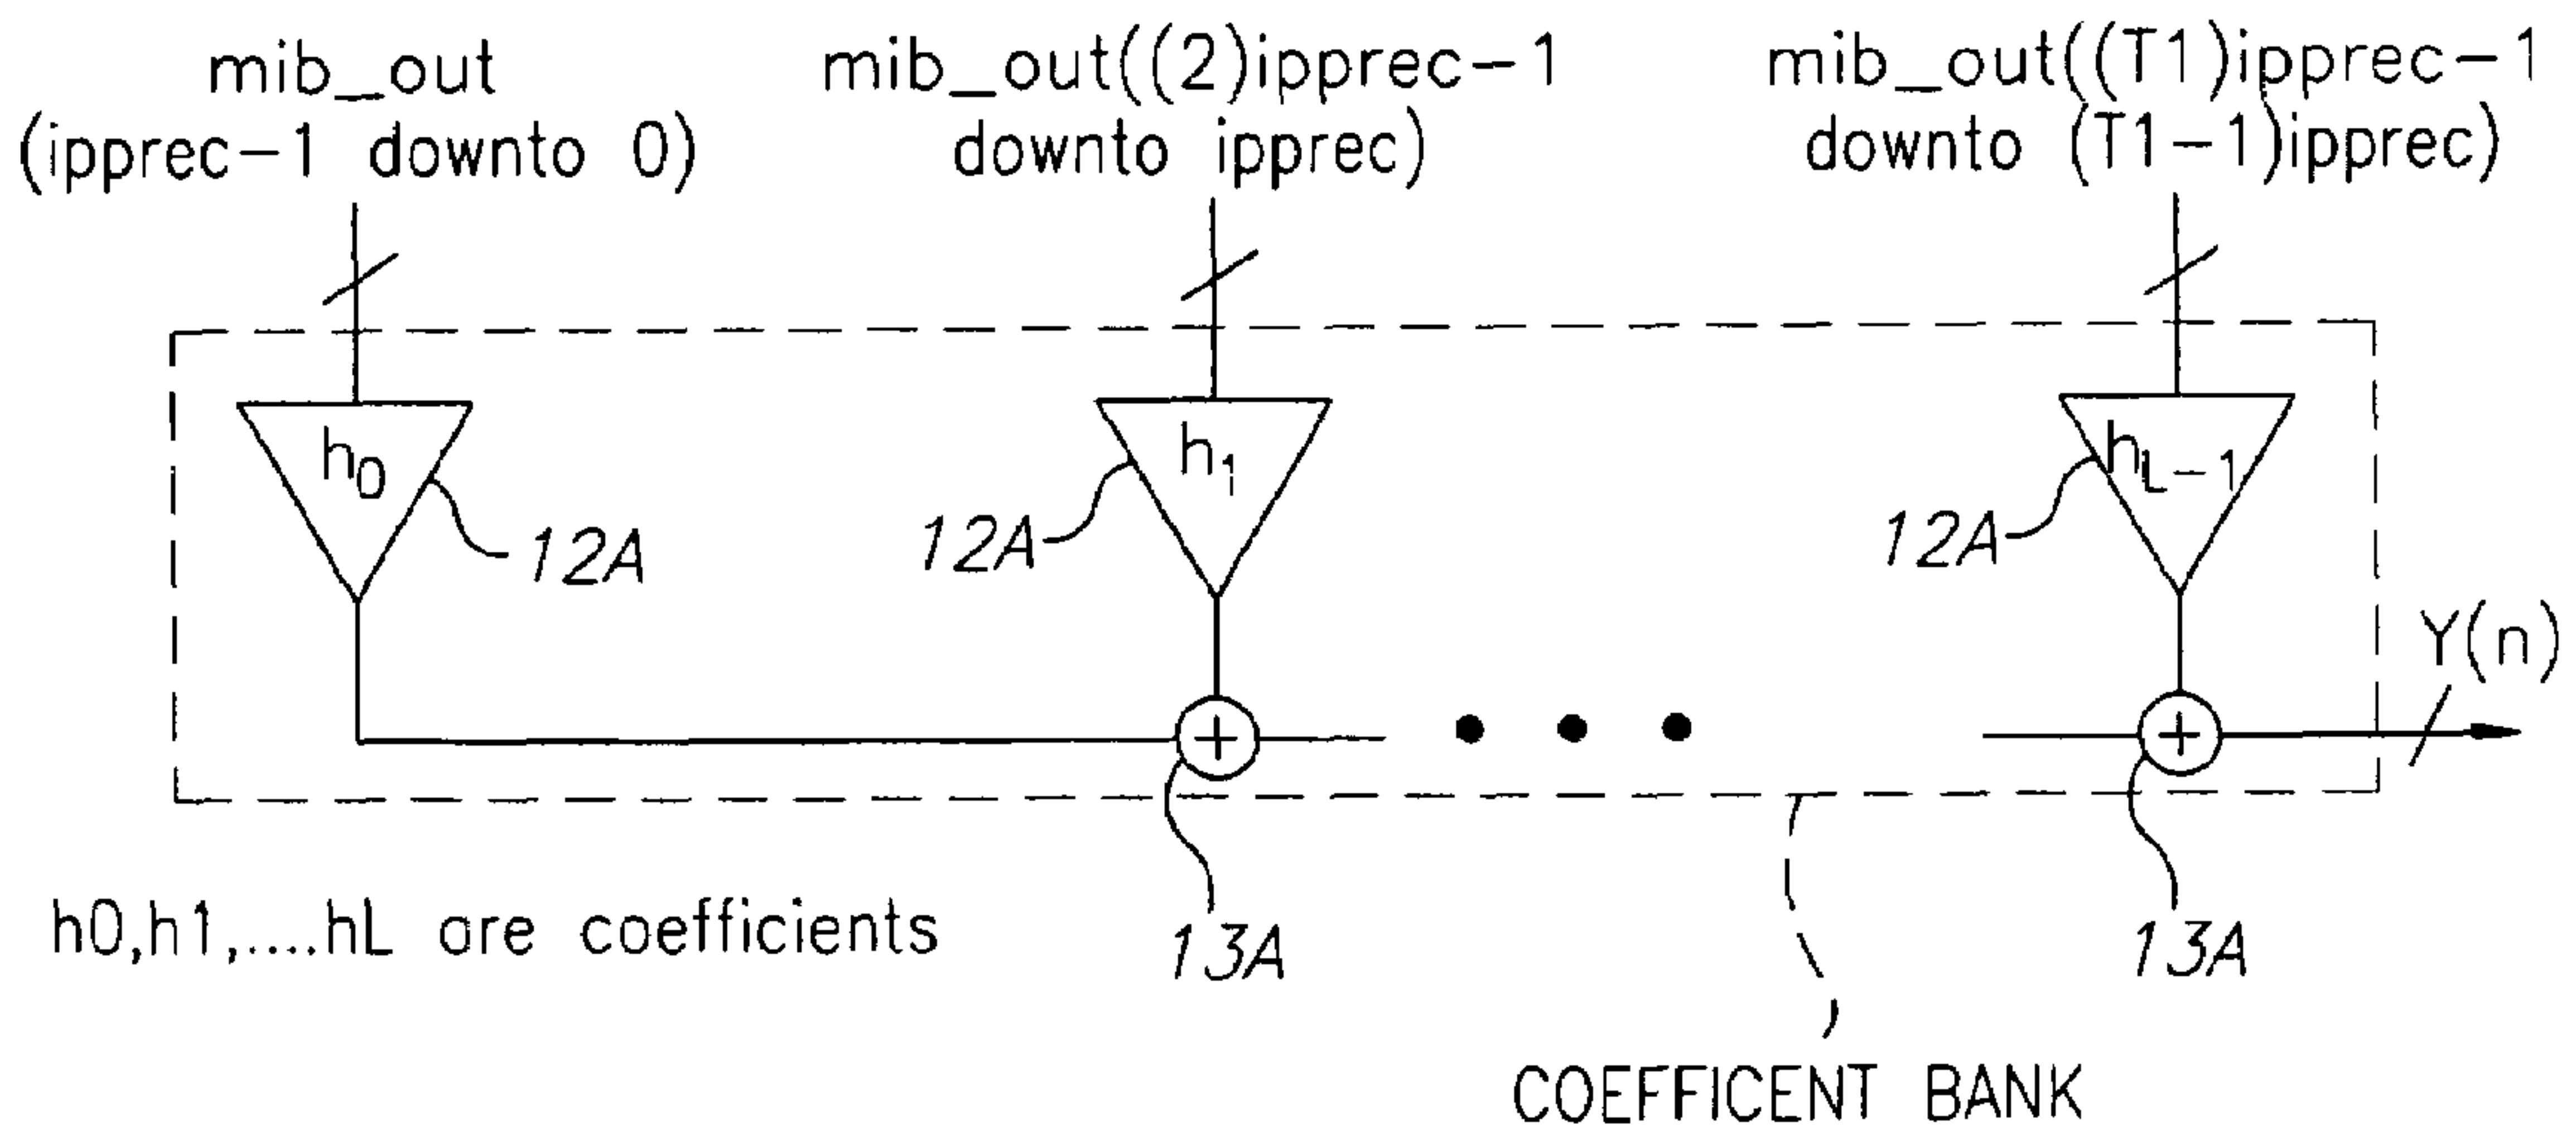 mib_out
(ipprec-1 downto 0)
mib_out((2)ipprec-1
downto ipprec)
mib_out((T1)ipprec-1
downto (T1-1)ipprec)
h0
h1
hL-1
12A
12A
12A
Y(n)
+
+
h0,h1,....hL are coefficients
13A
13A
COEFFICENT BANK